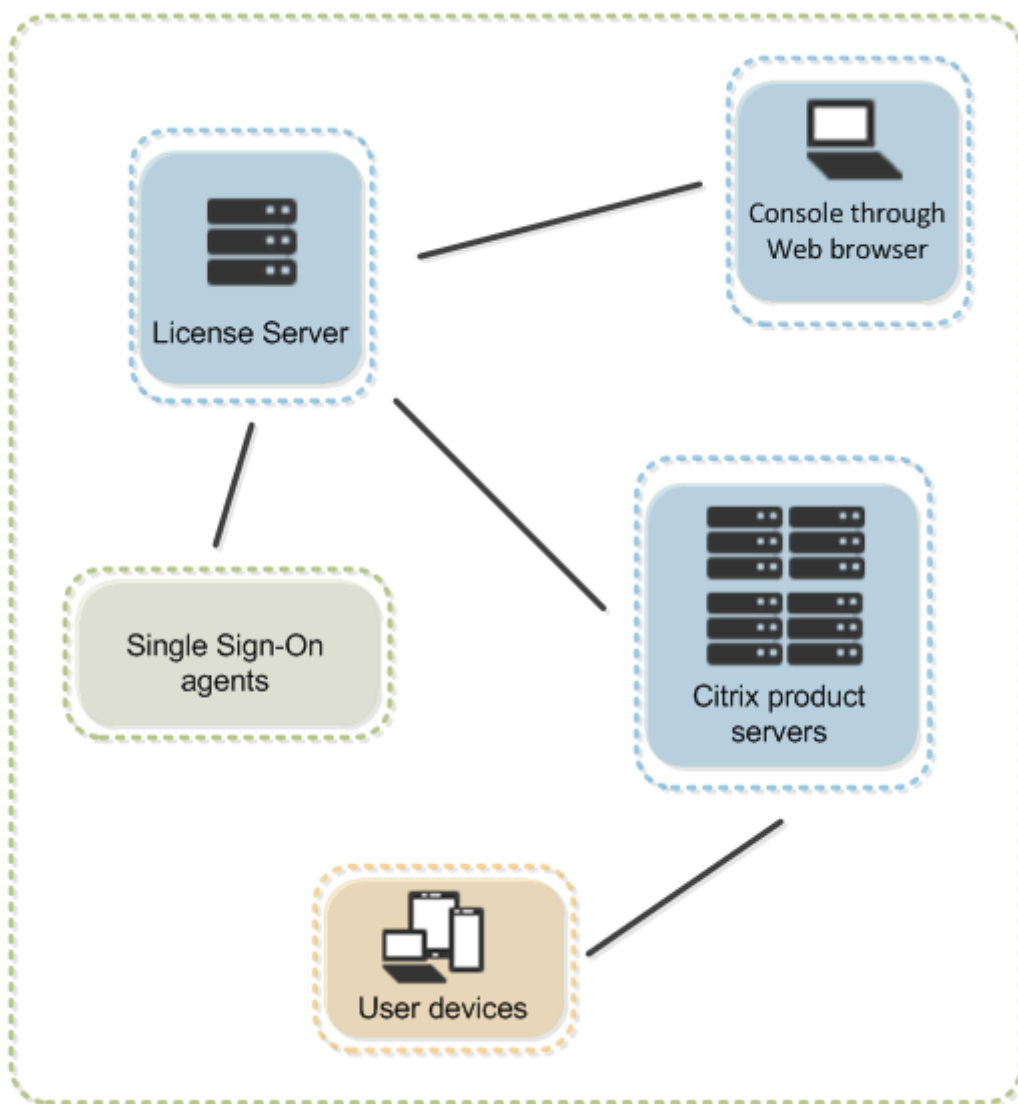 Console through
Web browser
License Server
Single Sign-On
agents
Citrix product
servers
User devices